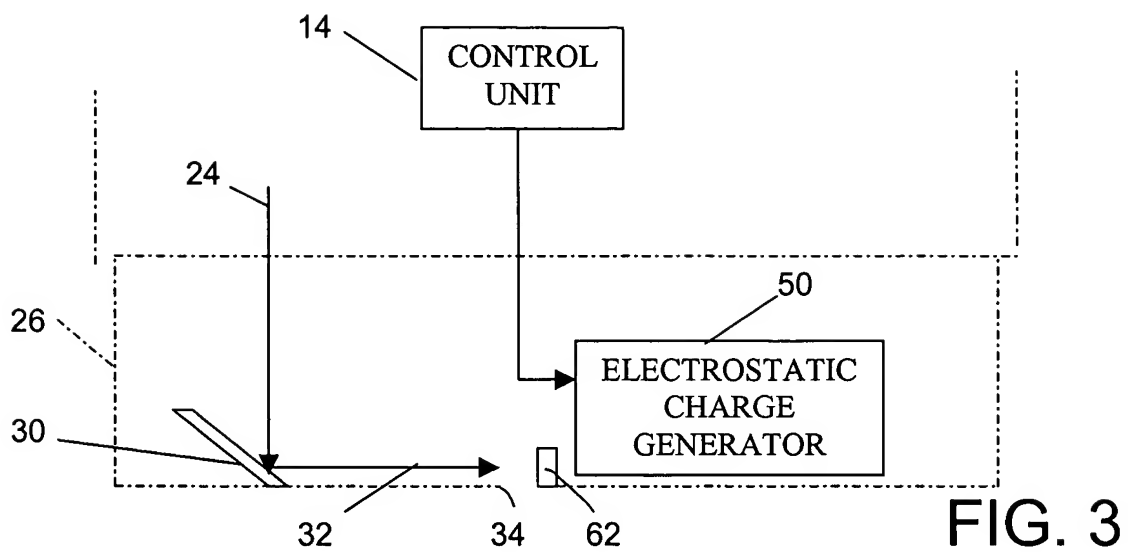 14
CONTROL
UNIT
24
50
26
ELECTROSTATIC
CHARGE
GENERATOR
30
32
34
62
FIG. 3